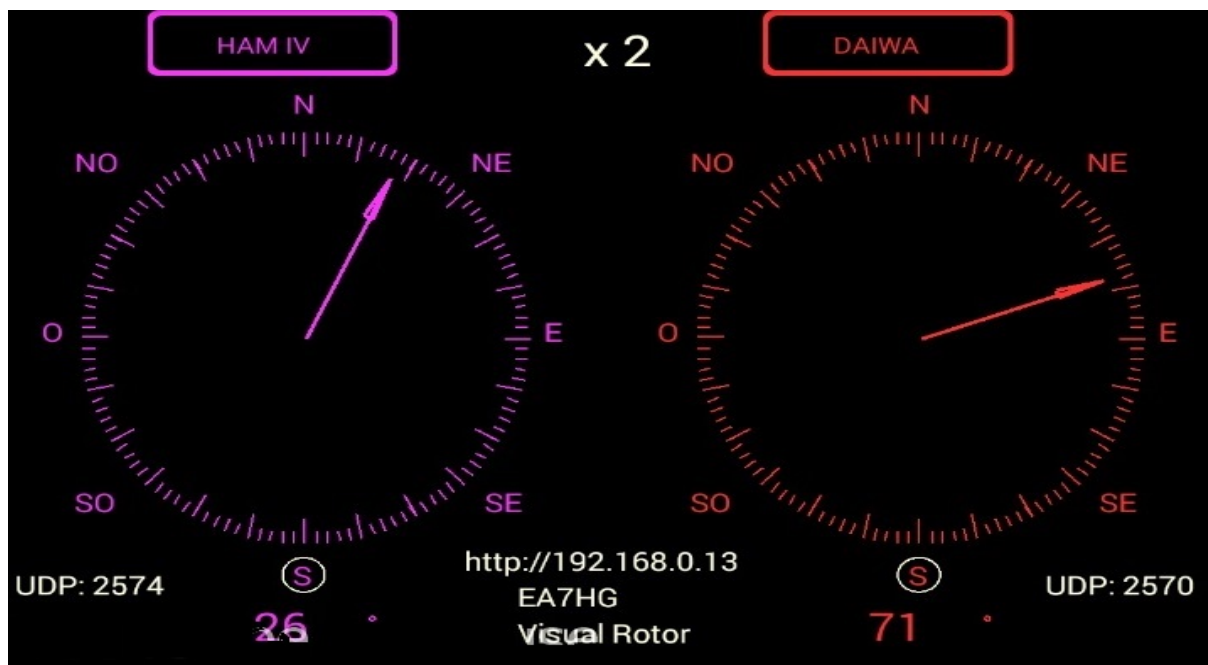 HAM IV
x 2
DAIWA
N
NO
NE
O
E
SO
SE
S
N
NO
NE
O
E
SO
SE
S
UDP: 2574
http://192.168.0.13
EA7HG
Visual Rotor
UDP: 2570
26 °
71 °